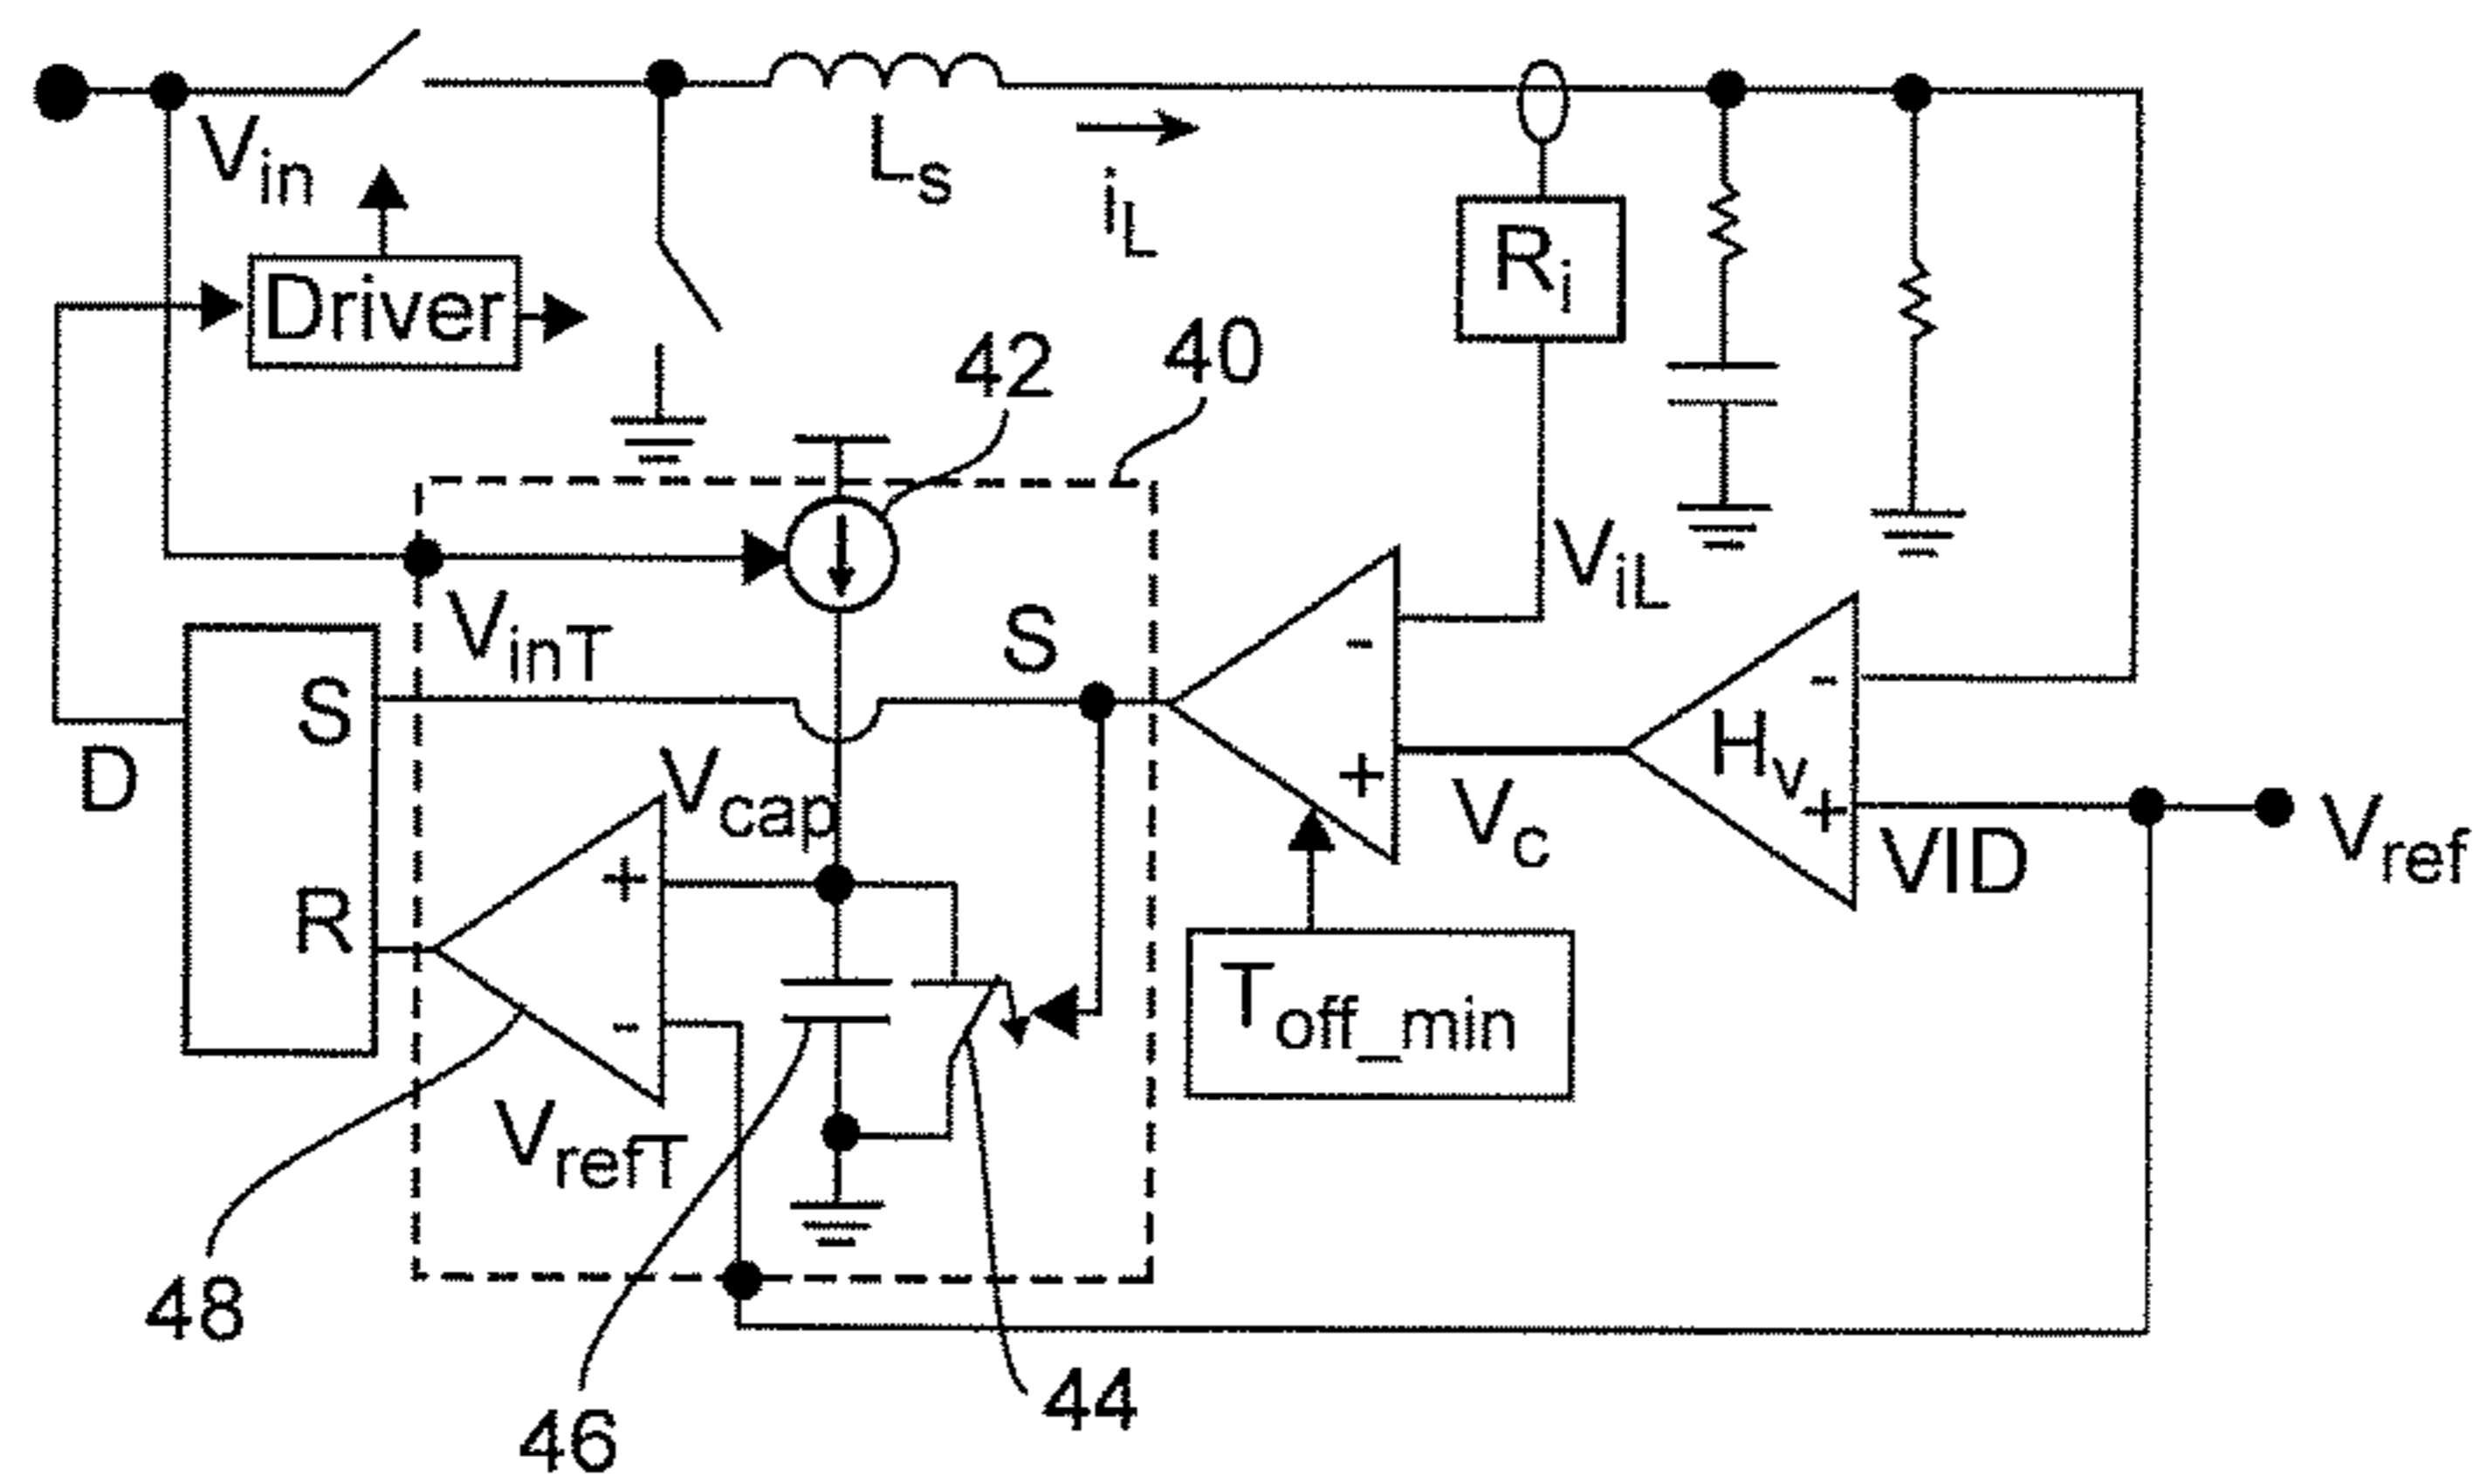 Vin
Ls
iL
Ri
Driver
42
40
ViL
VinT
S
S
D
Vcap
-
+
VC
-
Hv
+
VID
Vref
R
+
-
Toff_min
VrefT
48
46
44